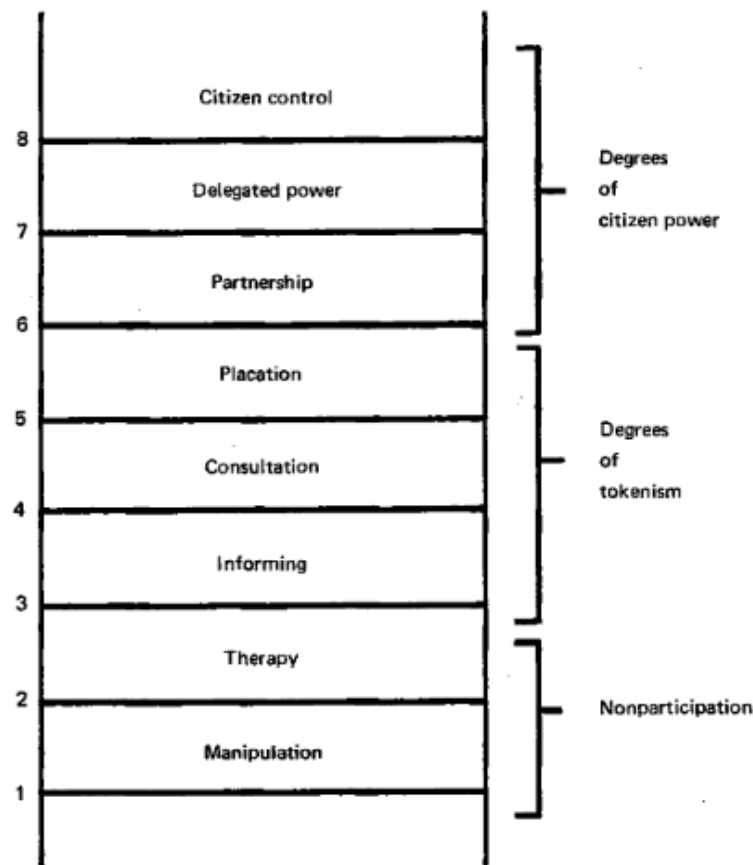 Citizen control
8
Delegated power
7
Partnership
6
Placation
5
Consultation
4
Informing
3
Therapy
2
Manipulation
1
Degrees
of
citizen power
Degrees
of
tokenism
Nonparticipation